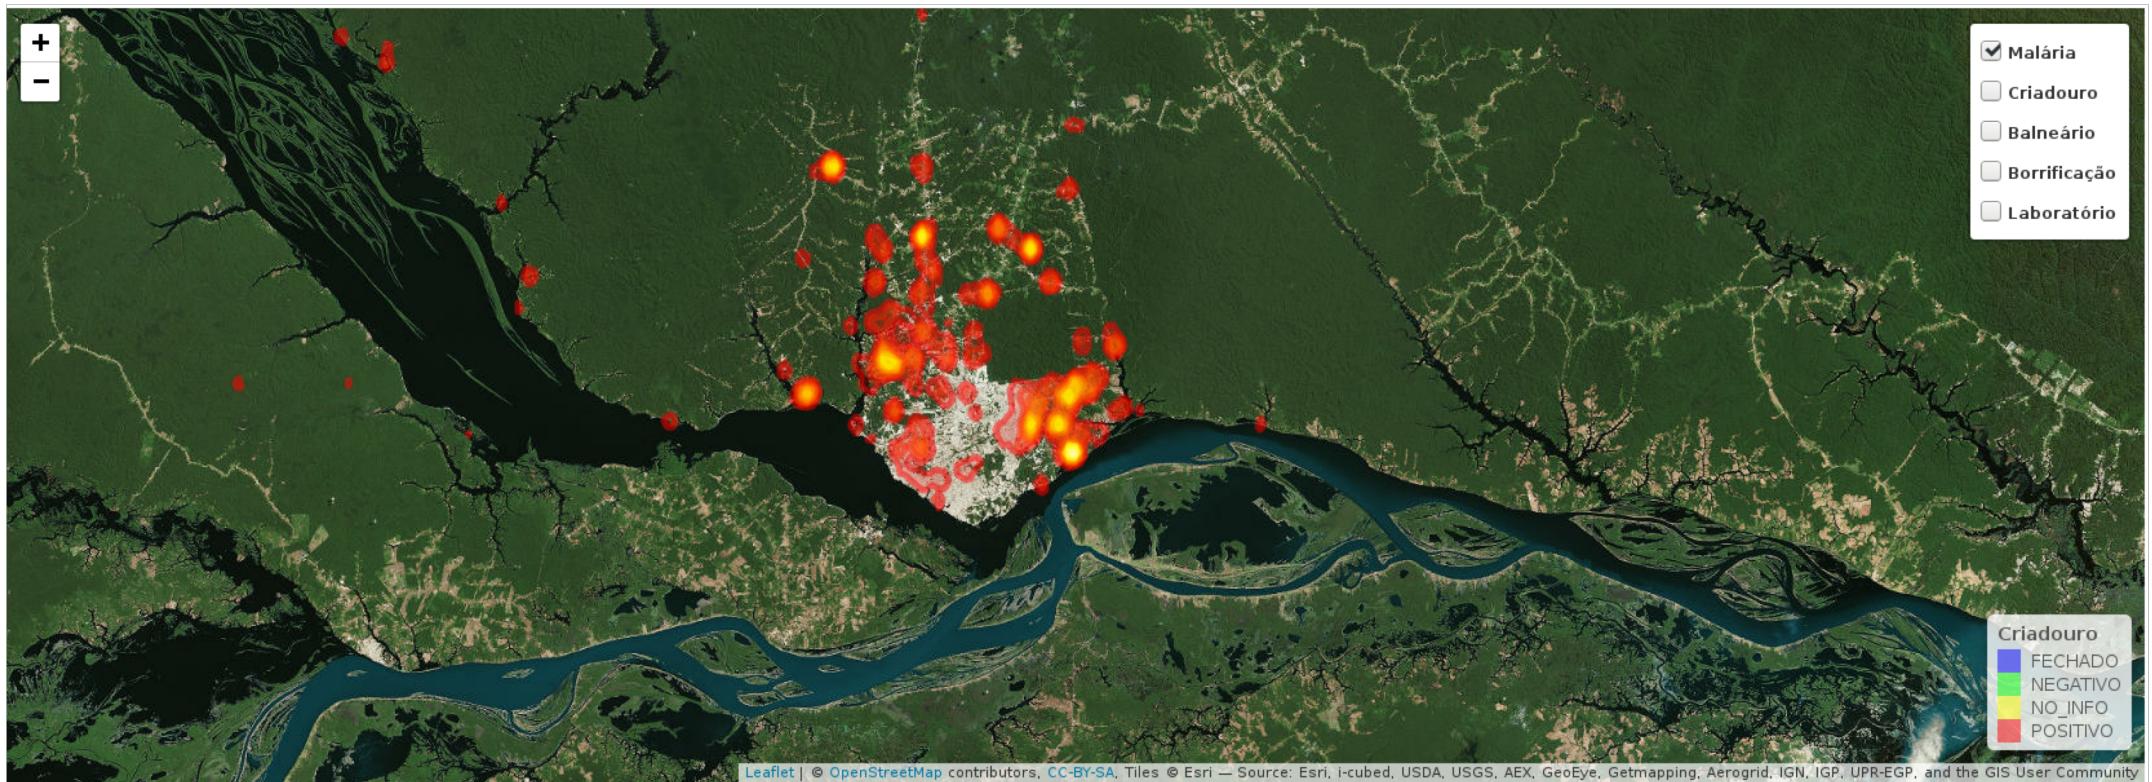 +
−
Malária
Criadouro
Balneário
Borrificação
Laboratório
Criadouro
FECHADO
NEGATIVO
NO_INFO
POSITIVO
Leaflet | © OpenStreetMap contributors, CC-BY-SA, Tiles © Esri — Source: Esri, i-cubed, USDA, USGS, AEX, GeoEye, Getmapping, Aerogrid, IGN, IGP, UPR-EGP, and the GIS User Community